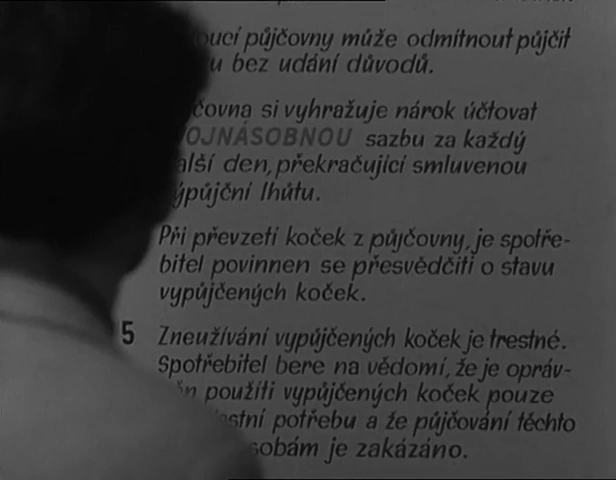 oucí půjčovny může odmítnout půjčit
u bez udání důvodů.
čovna si vyhražuje nárok účtovat
OJNÁSOBNOU sazbu za každý
alší den, překračující smluvenou
ýpůjční lhůtu.
Při převzetí koček z půjčovny, je spotře-
bitel povinnen se přesvědčiti o stavu
vypůjčených koček.
5 Zneužívání vypůjčených koček je trestné.
Spotřebitel bere na vědomí, že je opráv-
ěn použíti vypůjčených koček pouze
lastní potřebu a že půjčování těchto
sobám je zakázáno.